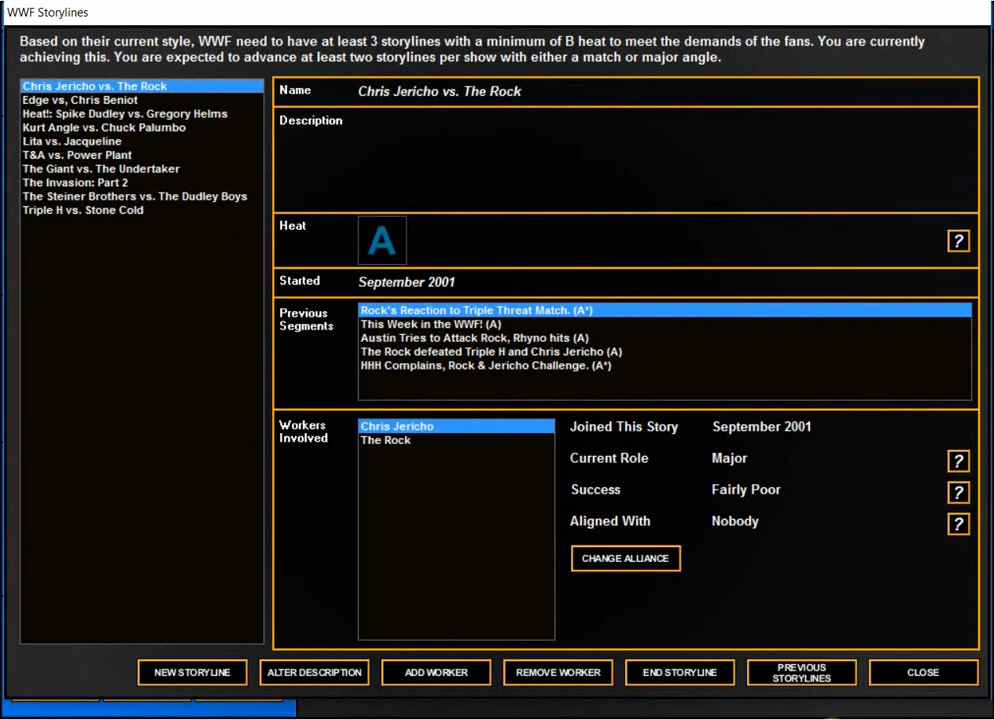 WWF Storylines
Based on their current style, WWF need to have at least 3 storylines with a minimum of B heat to meet the demands of the fans. You are currently
achieving this. You are expected to advance at least two storylines per show with either a match or major angle.
Chris Jericho vs. The Rock
Edge vs, Chris Beniot
Heat!: Spike Dudley vs. Gregory Helms
Kurt Angle vs. Chuck Palumbo
Lita vs. Jacqueline
T&A vs. Power Plant
The Giant vs. The Undertaker
The Invasion: Part 2
The Steiner Brothers vs. The Dudley Boys
Triple H vs. Stone Cold
Name
Chris Jericho vs. The Rock
Description
Heat
A
?
Started
September 2001
Previous
Segments
Rock's Reaction to Triple Threat Match. (A*)
This Week in the WWF! (A)
Austin Tries to Attack Rock, Rhyno hits (A)
The Rock defeated Triple H and Chris Jericho (A)
HHH Complains, Rock & Jericho Challenge. (A*)
Workers
Involved
Chris Jericho
The Rock
Joined This Story
September 2001
Current Role
Major
?
Success
Fairly Poor
?
Aligned With
Nobody
?
CHANGE ALLIANCE
NEW STORYLINE
ALTER DESCRIPTION
ADD WORKER
REMOVE WORKER
END STORYLINE
PREVIOUS
STORYLINES
CLOSE